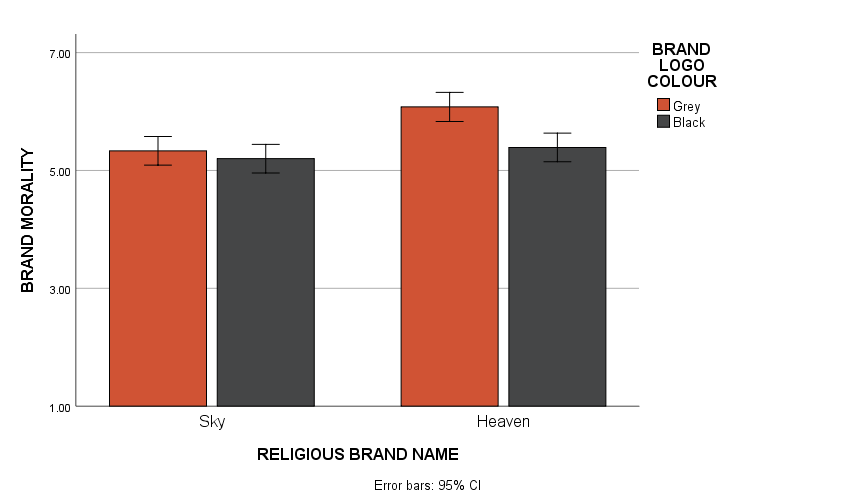 BRAND
LOGO
COLOUR
Grey
Black
BRAND MORALITY
7.00
5.00
3.00
1.00
Sky
Heaven
RELIGIOUS BRAND NAME
Error bars: 95% CI